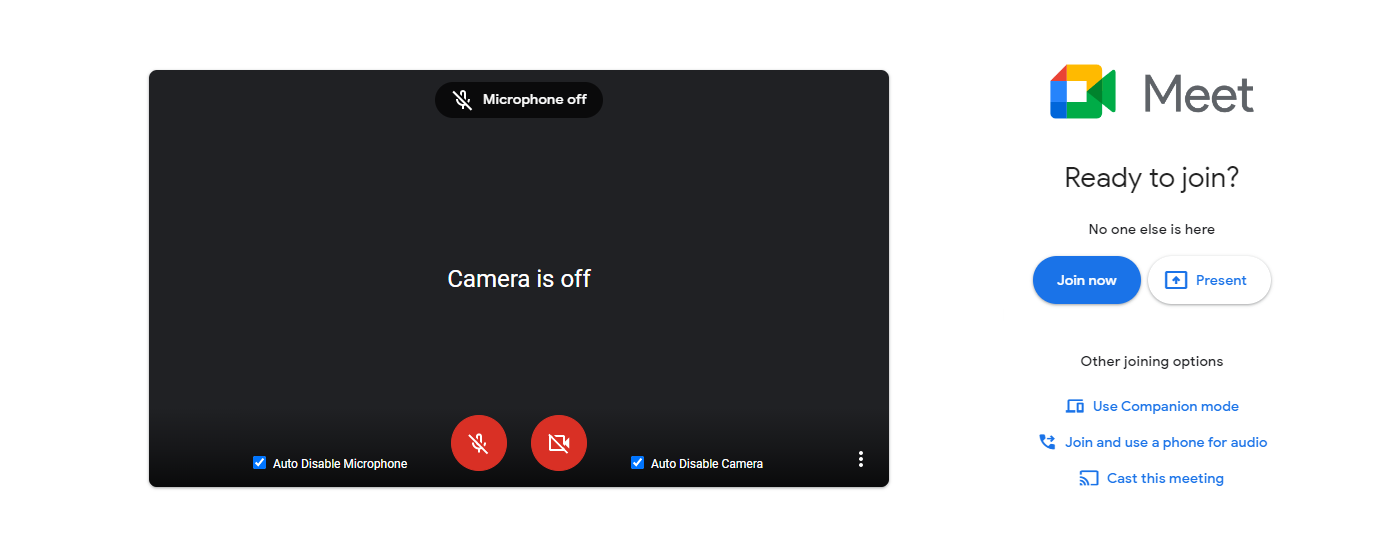 Microphone off
Camera is off
Auto Disable Microphone
Auto Disable Camera
Meet
Ready to join?
No one else is here
Join now
Present
Other joining options
Use Companion mode
Join and use a phone for audio
Cast this meeting